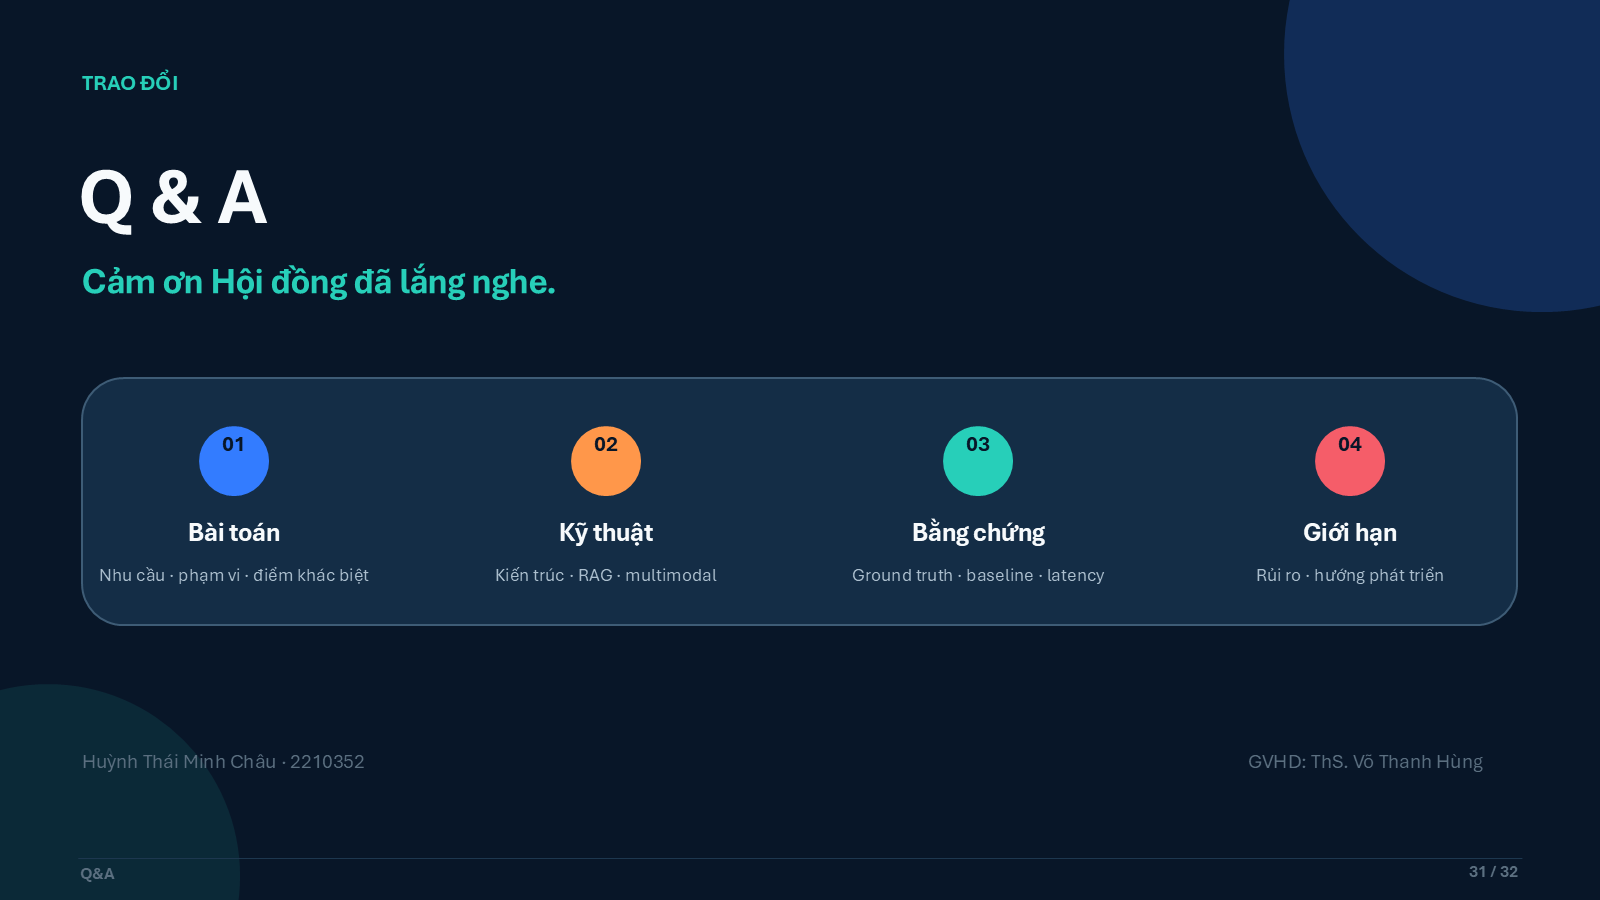 TRAO ĐỔI
Q & A
Cảm ơn Hội đồng đã lắng nghe.
01
Bài toán
Nhu cầu · phạm vi · điểm khác biệt
02
Kỹ thuật
Kiến trúc · RAG · multimodal
03
Bằng chứng
Ground truth · baseline · latency
04
Giới hạn
Rủi ro · hướng phát triển
Huỳnh Thái Minh Châu · 2210352
GVHD: ThS. Võ Thanh Hùng
Q&A
31 / 32